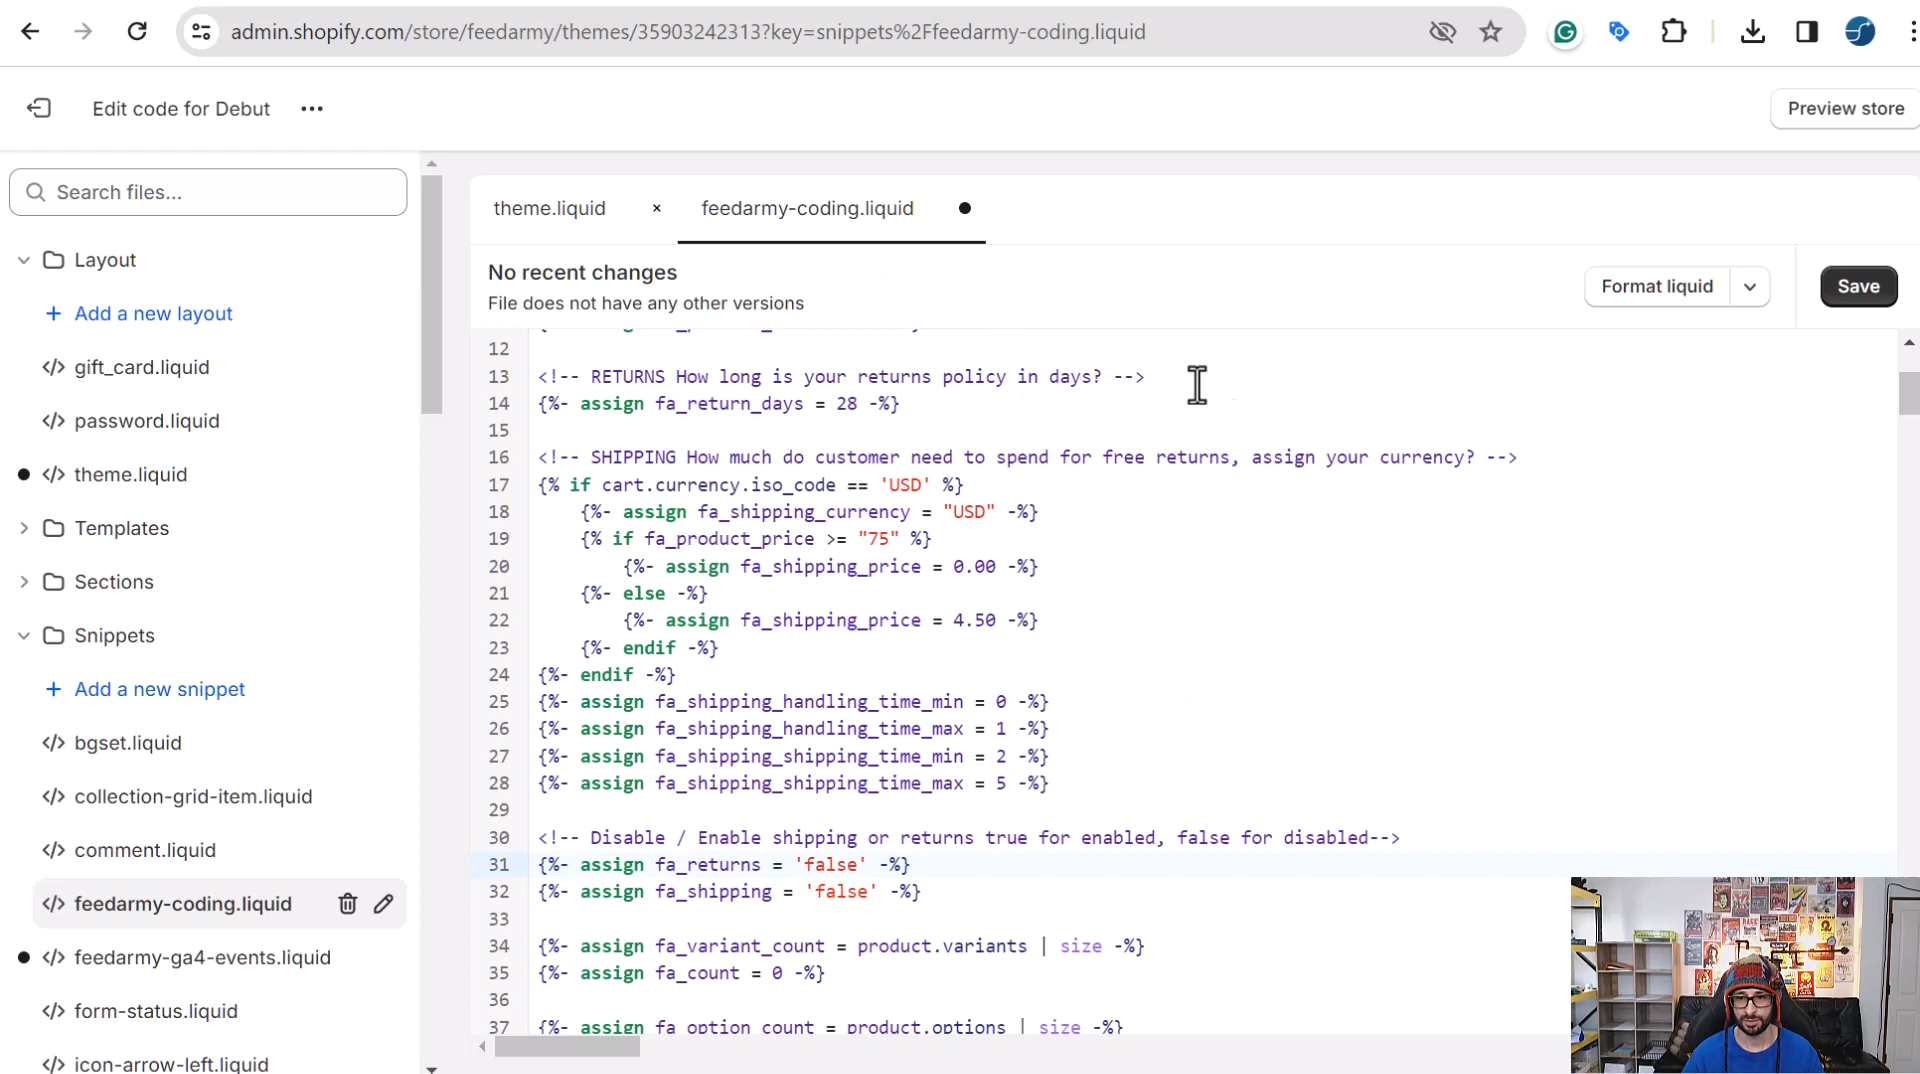 admin.shopify.com/store/feedarmy/themes/35903242313?key=snippets%2Ffeedarmy-coding.liquid
Edit code for Debut
Preview store
Search files...
Layout
Add a new layout
gift_card.liquid
password.liquid
theme.liquid
Templates
Sections
Snippets
Add a new snippet
bgset.liquid
collection-grid-item.liquid
comment.liquid
feedarmy-coding.liquid
feedarmy-ga4-events.liquid
form-status.liquid
icon-arrow-left.liquid
theme.liquid
feedarmy-coding.liquid
No recent changes
File does not have any other versions
Format liquid
Save
12
13 <!-- RETURNS How long is your returns policy in days? -->
14 {%- assign fa_return_days = 28 -%}
15
16 <!-- SHIPPING How much do customer need to spend for free returns, assign your currency? -->
17 {% if cart.currency.iso_code == 'USD' %}
18 {%- assign fa_shipping_currency = "USD" -%}
19 {% if fa_product_price >= "75" %}
20 {%- assign fa_shipping_price = 0.00 -%}
21 {%- else -%}
22 {%- assign fa_shipping_price = 4.50 -%}
23 {%- endif -%}
24 {%- endif -%}
25 {%- assign fa_shipping_handling_time_min = 0 -%}
26 {%- assign fa_shipping_handling_time_max = 1 -%}
27 {%- assign fa_shipping_shipping_time_min = 2 -%}
28 {%- assign fa_shipping_shipping_time_max = 5 -%}
29
30 <!-- Disable / Enable shipping or returns true for enabled, false for disabled-->
31 {%- assign fa_returns = 'false' -%}
32 {%- assign fa_shipping = 'false' -%}
33
34 {%- assign fa_variant_count = product.variants | size -%}
35 {%- assign fa_count = 0 -%}
36
37 {%- assign fa_option_count = product.options | size -%}